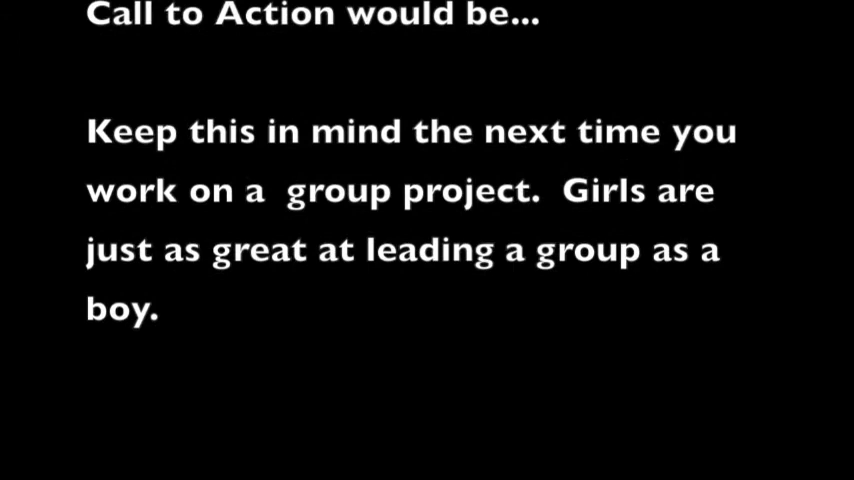 Call to Action would be...
Keep this in mind the next time you
work on a  group project.  Girls are
just as great at leading a group as a
boy.